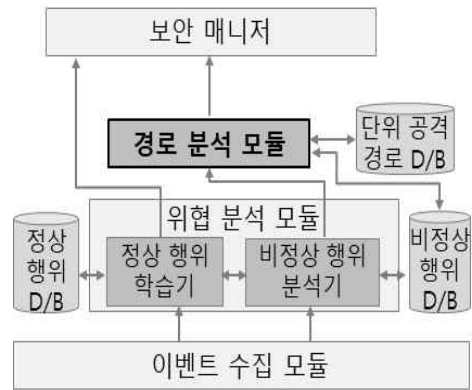 보안 매니저
경로 분석 모듈
단위 공격
경로 D/B
위협 분석 모듈
정상
행위
D/B
정상 행위
학습기
비정상 행위
분석기
비정상
행위
D/B
이벤트 수집 모듈